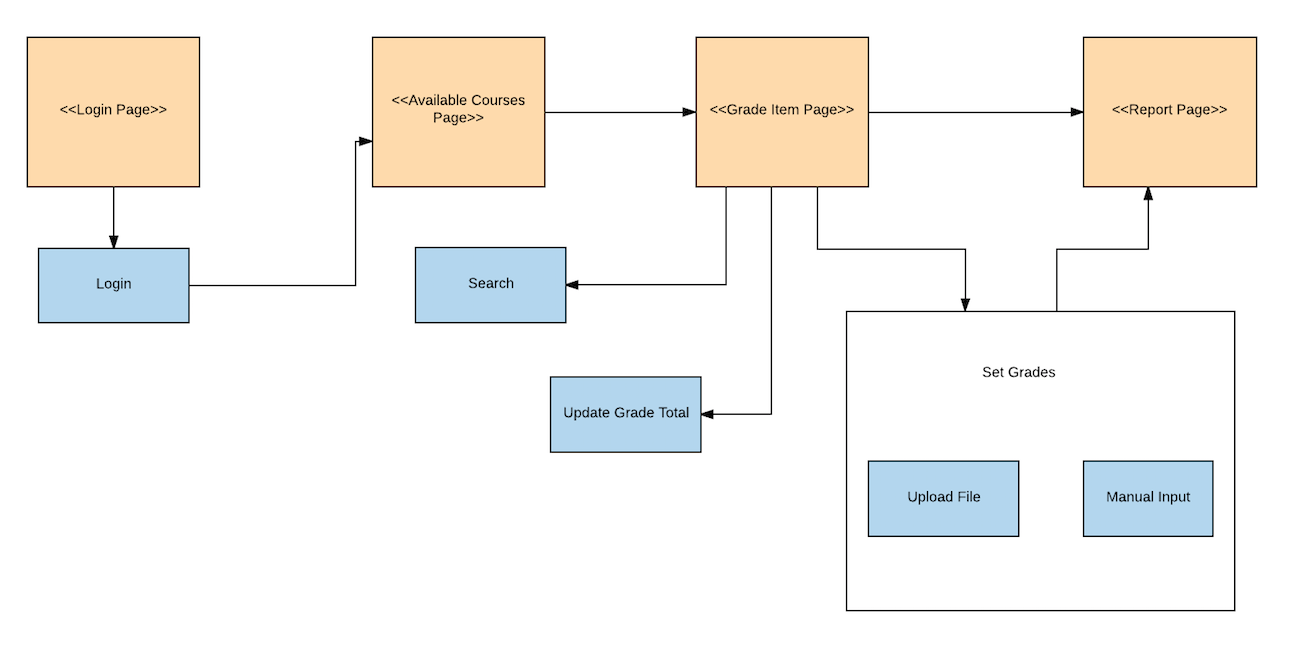 <<Login Page>>
<<Available Courses
Page>>
<<Grade Item Page>>
<<Report Page>>
Login
Search
Set Grades
Update Grade Total
Upload File
Manual Input